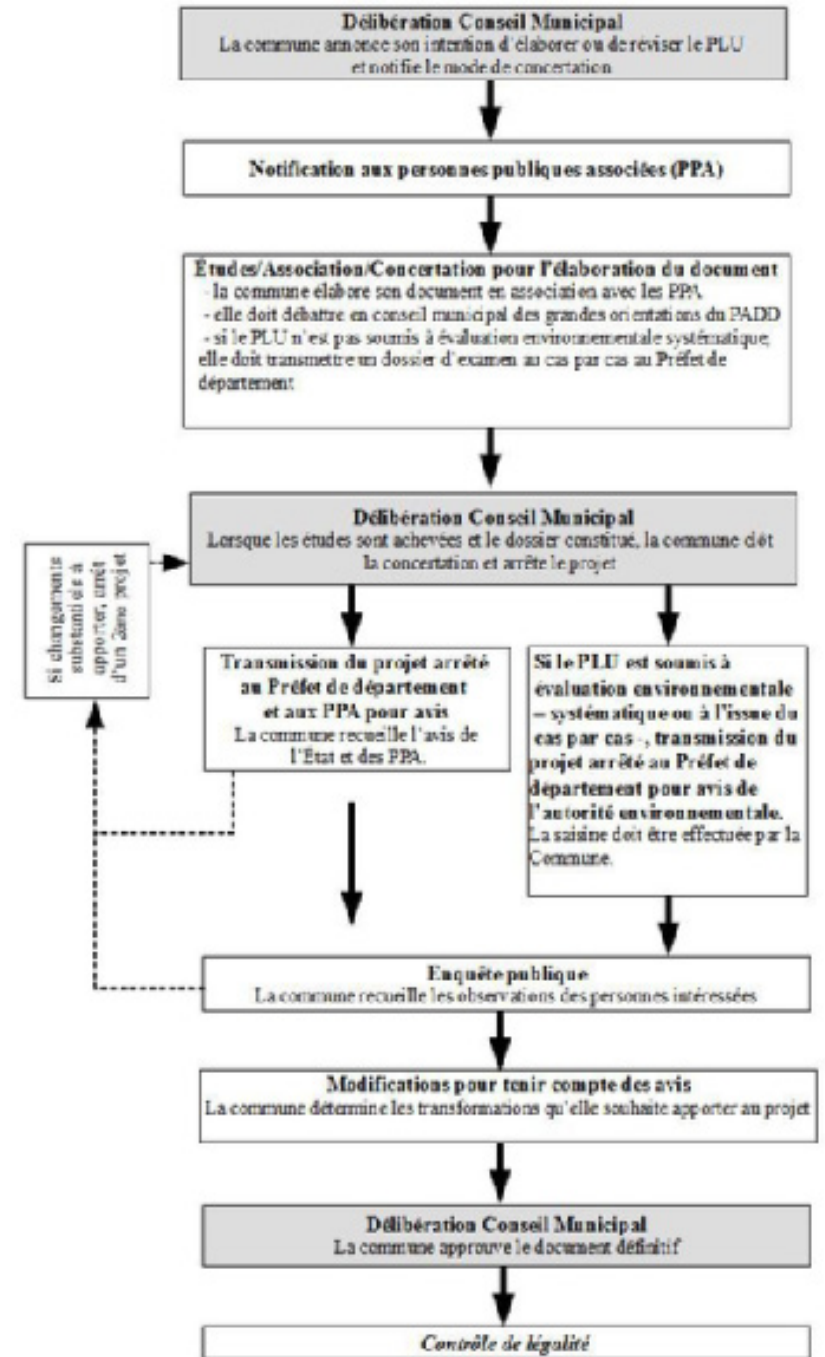 Délibération Conseil Municipal
La commune annonce son intention d'élaborer ou de réviser le PLU
et notifie le mode de concertation
Notification aux personnes publiques associées (PPA)
Études/Association/Concertation pour l'élaboration du document
- la commune élabore son document en association avec les PPA
- elle doit débattre en conseil municipal des grandes orientations du PADD
- si le PLU n'est pas soumis à évaluation environnementale systématique,
elle doit transmettre un dossier d'examen au cas par cas au Préfet de
département
Délibération Conseil Municipal
Lorsque les études sont achevées et le dossier constitué, la commune clôt
la concertation et arrête le projet
Si changements
substantiels à
apporter, arrêt
d'un 2ème projet
Transmission du projet arrêté
au Préfet de département
et aux PPA pour avis
La commune recueille l'avis de
l'État et des PPA.
Si le PLU est soumis à
évaluation environnementale
– systématique ou à l'issue du
cas par cas -, transmission du
projet arrêté au Préfet de
département pour avis de
l'autorité environnementale.
La saisine doit être effectuée par la
Commune.
Enquête publique
La commune recueille les observations des personnes intéressées
Modifications pour tenir compte des avis
La commune détermine les transformations qu'elle souhaite apporter au projet
Délibération Conseil Municipal
La commune approuve le document définitif
Contrôle de légalité